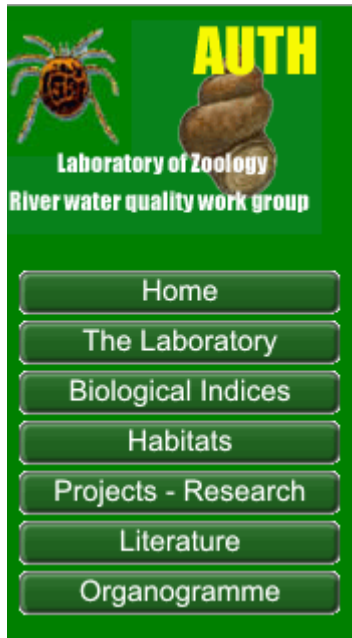 AUTH
Laboratory of Zoology
River water quality work group
Home
The Laboratory
Biological Indices
Habitats
Projects - Research
Literature
Organogramme